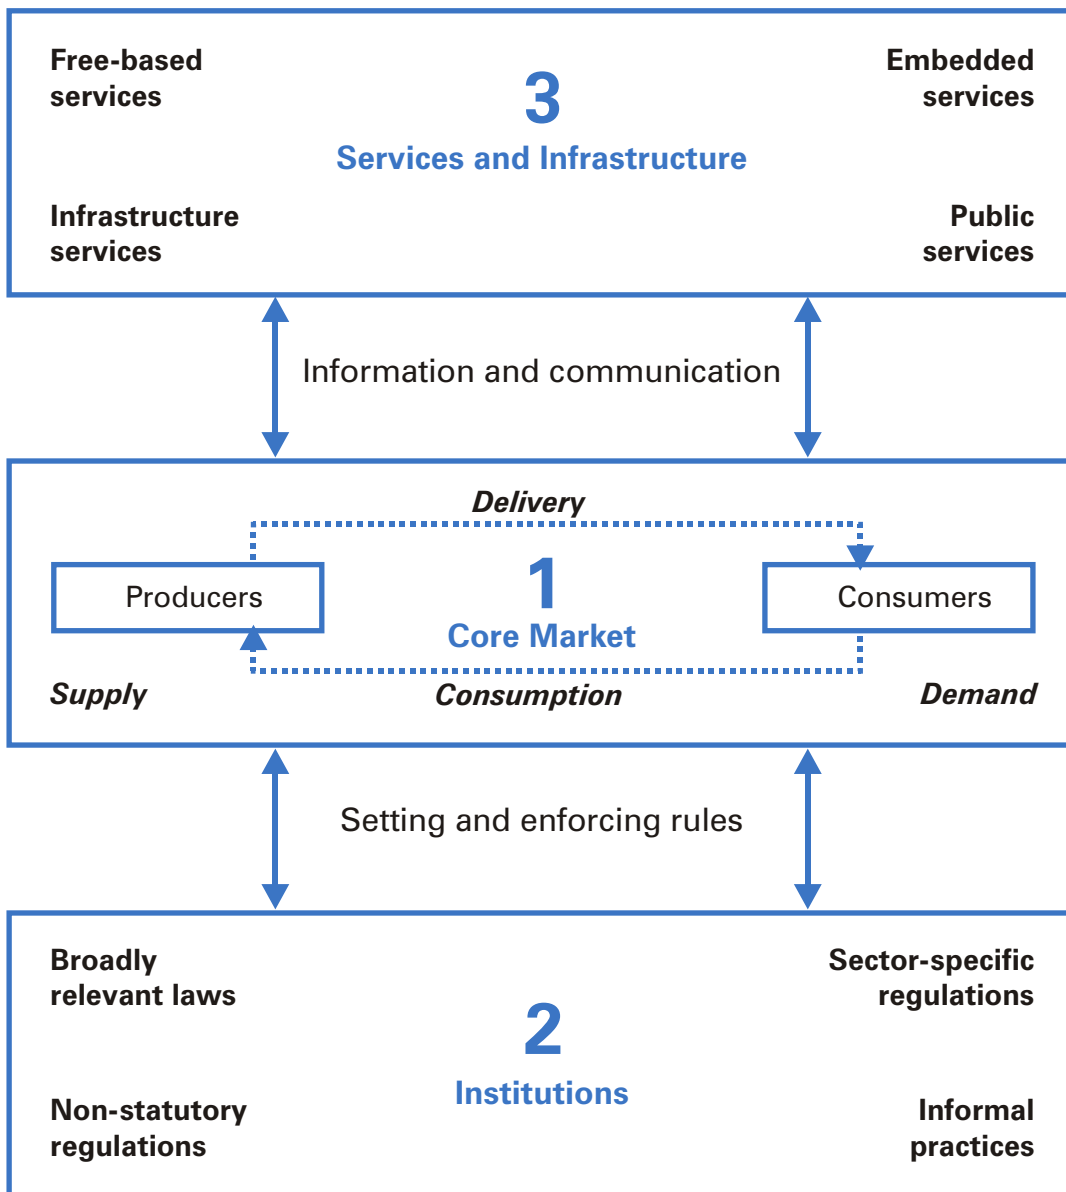 Free-based
services
3
Embedded
services
Services and Infrastructure
Infrastructure
services
Public
services
Information and communication
Delivery
Producers
1
Consumers
Core Market
Supply
Consumption
Demand
Setting and enforcing rules
Broadly
relevant laws
Sector-specific
regulations
2
Institutions
Non-statutory
regulations
Informal
practices